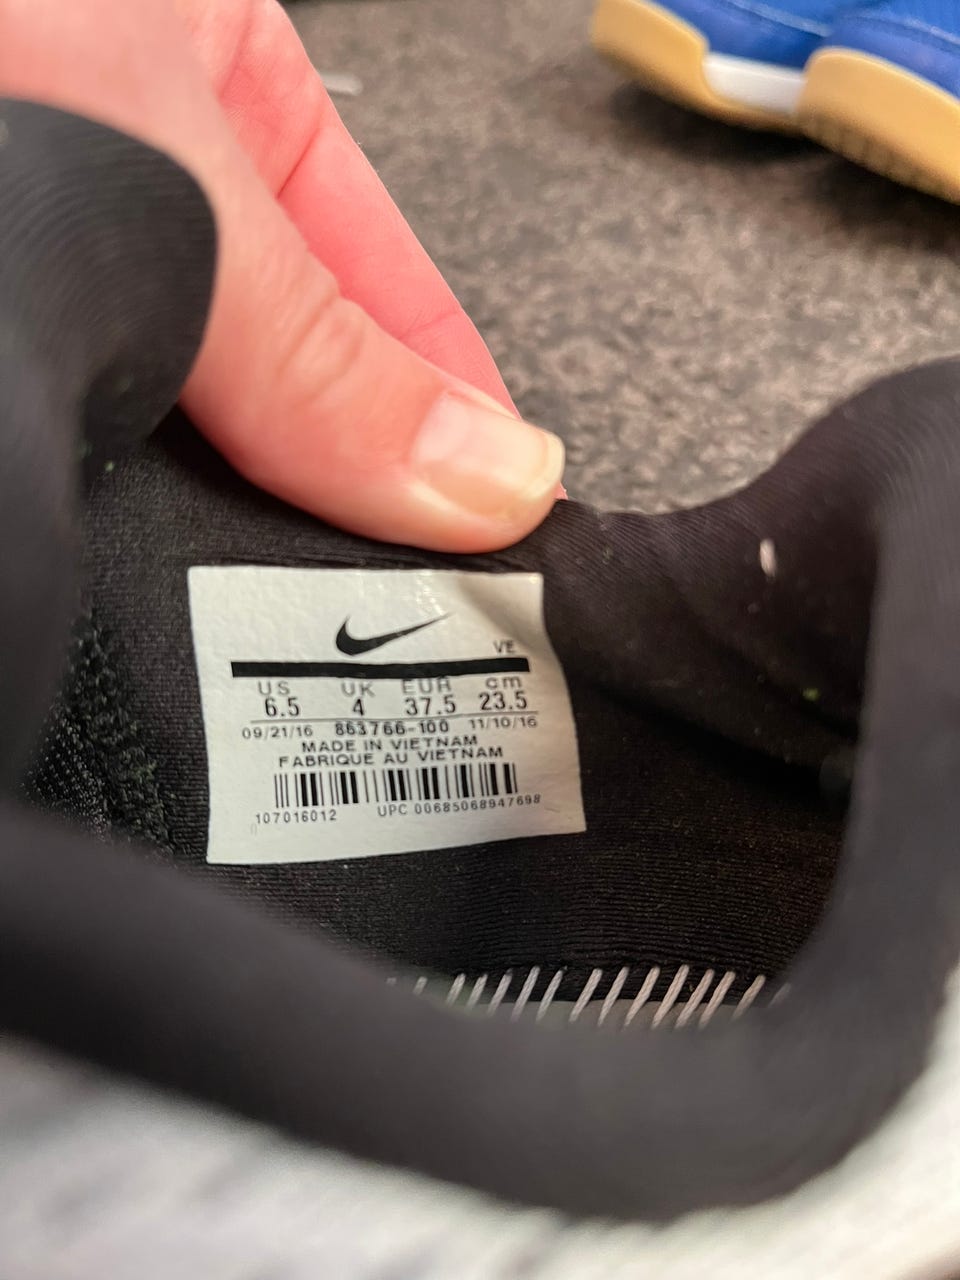 VE
US UK EUR cm
6.5 4 37.5 23.5
09/21/16 863766-100 11/10/16
MADE IN VIETNAM
FABRIQUE AU VIETNAM
107016012 UPC 00685068947698